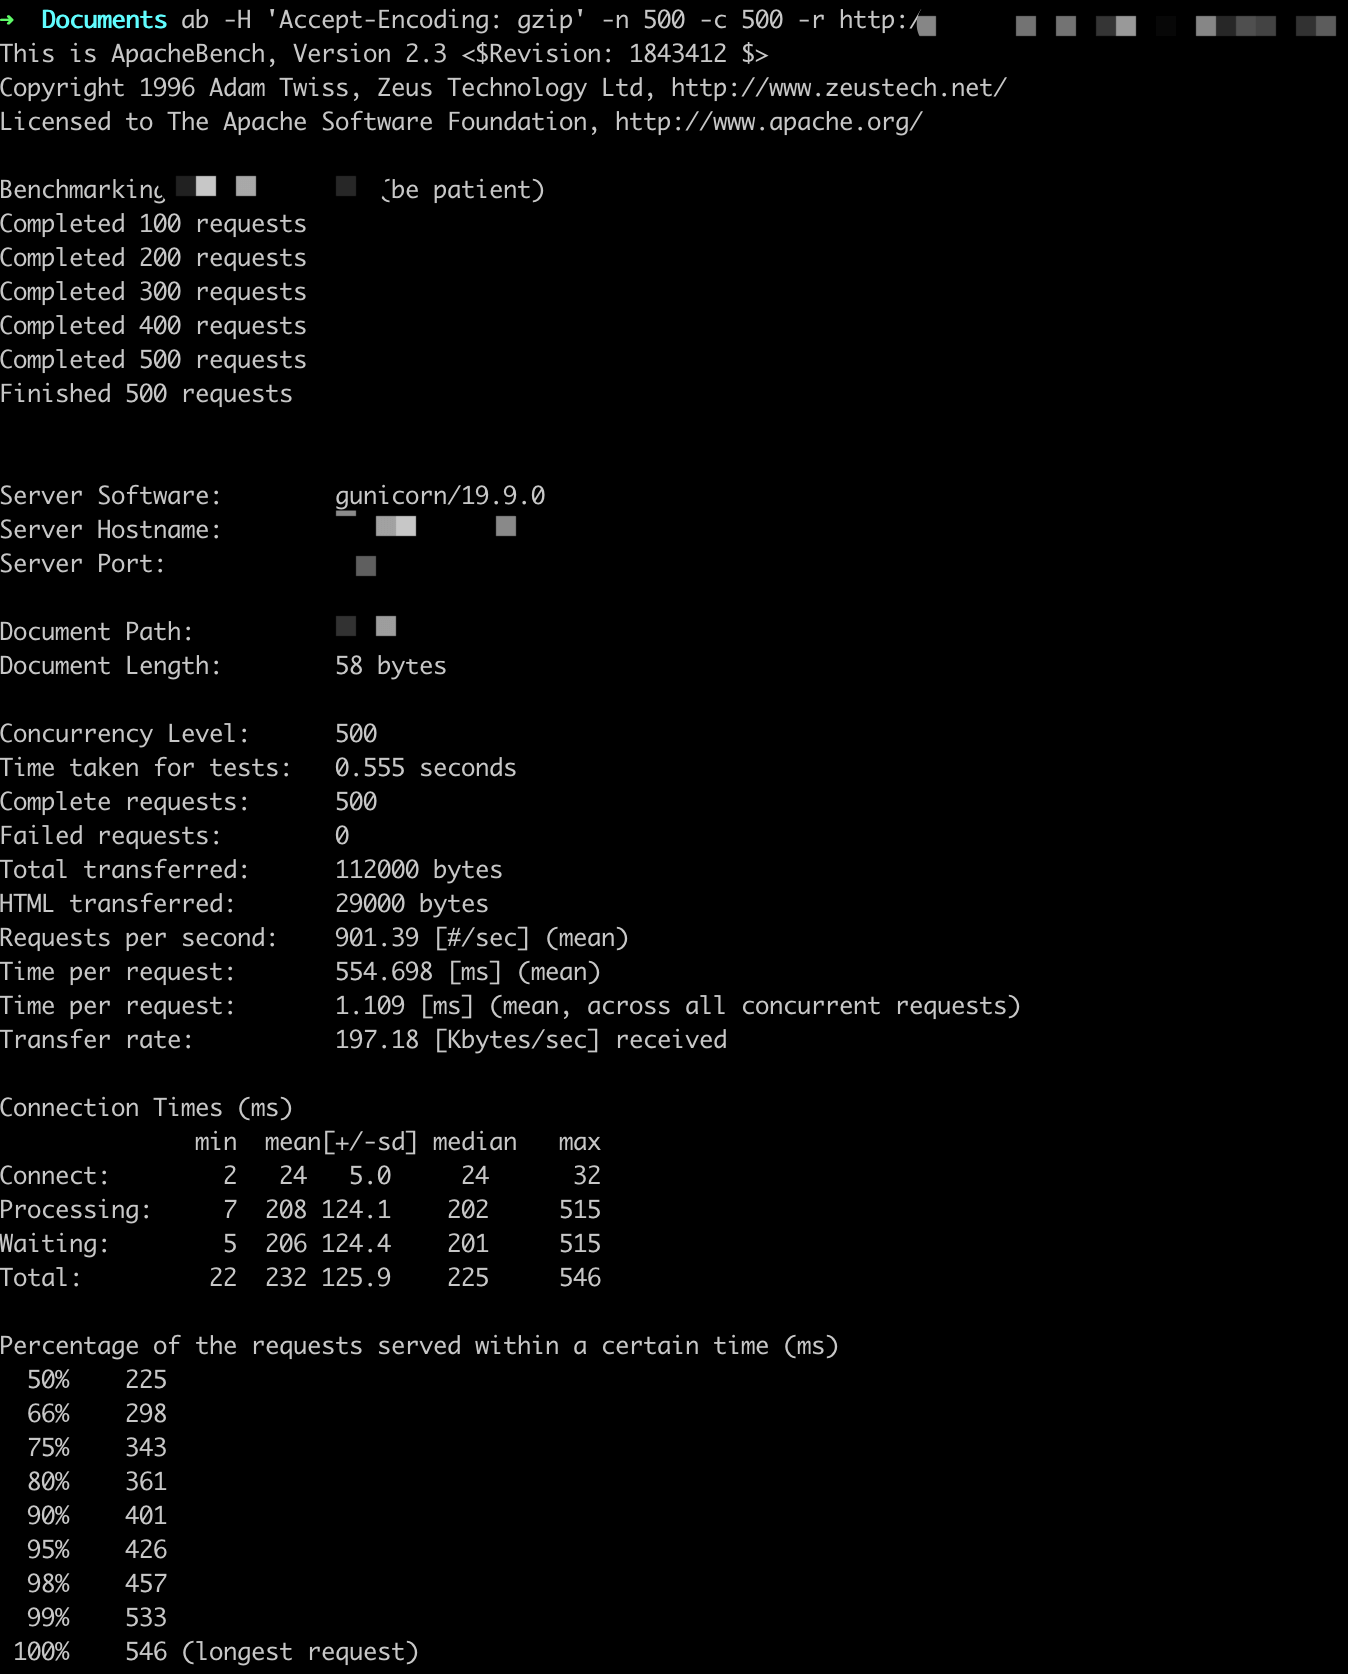 ➜  Documents ab -H 'Accept-Encoding: gzip' -n 500 -c 500 -r http:/
This is ApacheBench, Version 2.3 <$Revision: 1843412 $>
Copyright 1996 Adam Twiss, Zeus Technology Ltd, http://www.zeustech.net/
Licensed to The Apache Software Foundation, http://www.apache.org/
Benchmarking (be patient)
Completed 100 requests
Completed 200 requests
Completed 300 requests
Completed 400 requests
Completed 500 requests
Finished 500 requests
Server Software:        gunicorn/19.9.0
Server Hostname:
Server Port:
Document Path:
Document Length:        58 bytes
Concurrency Level:      500
Time taken for tests:   0.555 seconds
Complete requests:      500
Failed requests:        0
Total transferred:      112000 bytes
HTML transferred:       29000 bytes
Requests per second:    901.39 [#/sec] (mean)
Time per request:       554.698 [ms] (mean)
Time per request:       1.109 [ms] (mean, across all concurrent requests)
Transfer rate:          197.18 [Kbytes/sec] received
Connection Times (ms)
              min  mean[+/-sd] median   max
Connect:        2   24   5.0     24      32
Processing:     7  208 124.1    202     515
Waiting:        5  206 124.4    201     515
Total:         22  232 125.9    225     546
Percentage of the requests served within a certain time (ms)
  50%    225
  66%    298
  75%    343
  80%    361
  90%    401
  95%    426
  98%    457
  99%    533
 100%    546 (longest request)